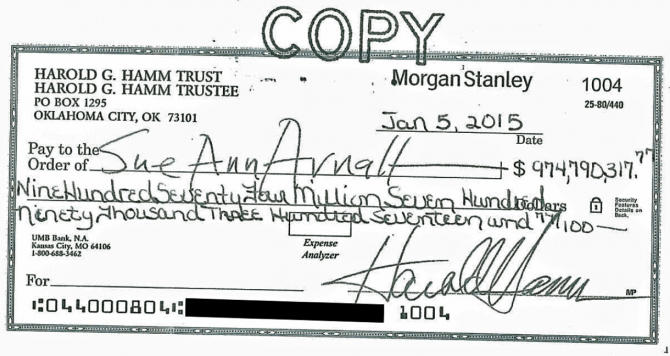 COPY
HAROLD G. HAMM TRUST
HAROLD G. HAMM TRUSTEE
PO BOX 1295
OKLAHOMA CITY, OK 73101
Morgan Stanley
1004
25-80/440
Jan 5, 2015
Date
Pay to the
Order of Sue Ann Arnall $ 974,790,317.77
Nine Hundred Seventy Four Million Seven Hundred Dollars
Ninety Thousand Three Hundred Seventeen and 77/100
Security
Features
Details on
Back.
UMB Bank, N.A.
Kansas City, MO 64106
1-800-688-3462
Expense
Analyzer
For
Harold Hamm
MP
⑆044000804⑆ 1004